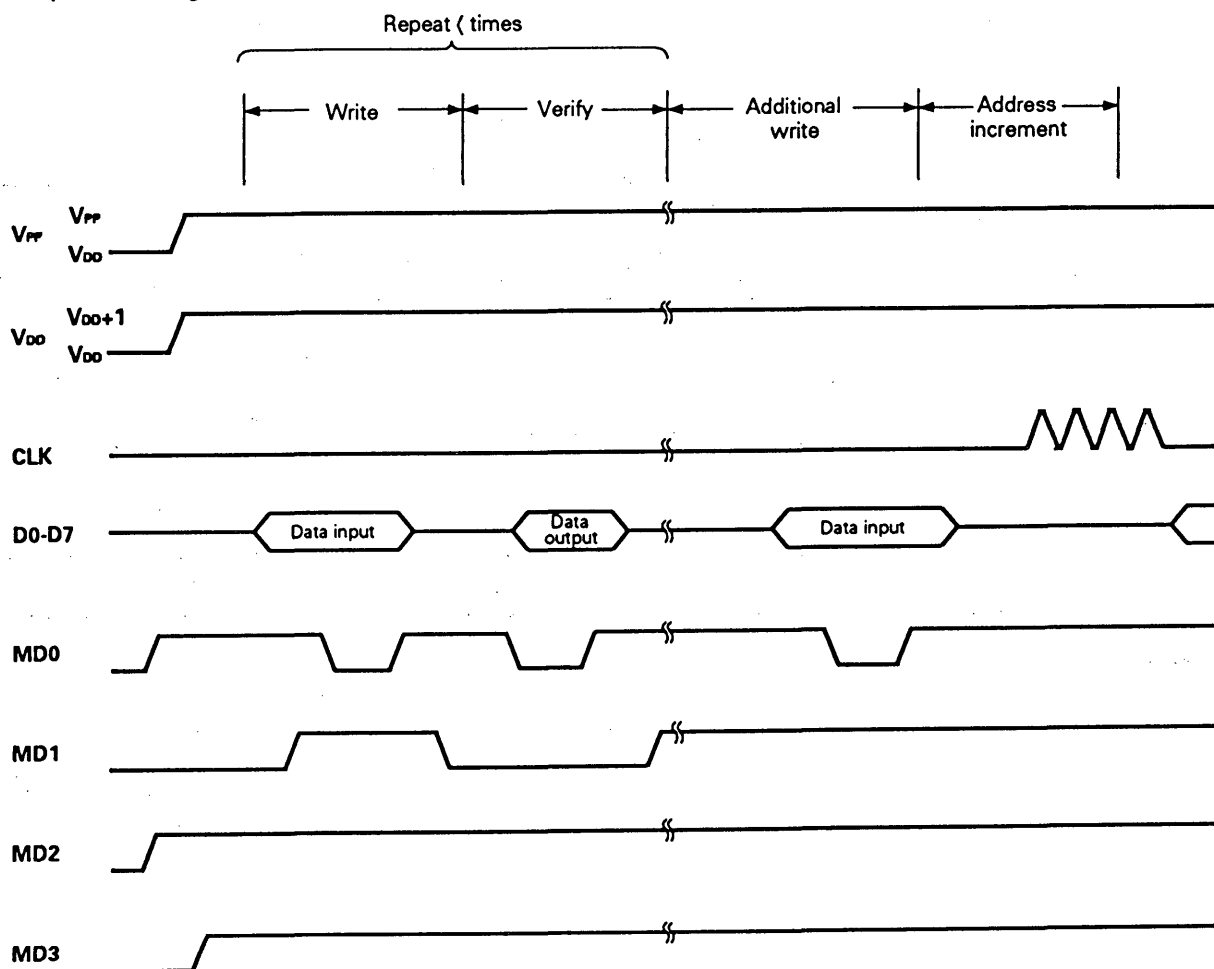 Repeat ( times
Write
Verify
Additional
write
Address
increment
VPP
VPP
VDD
VDD
VDD+1
VDD
CLK
D0-D7
Data input
Data
output
Data input
MD0
MD1
MD2
MD3